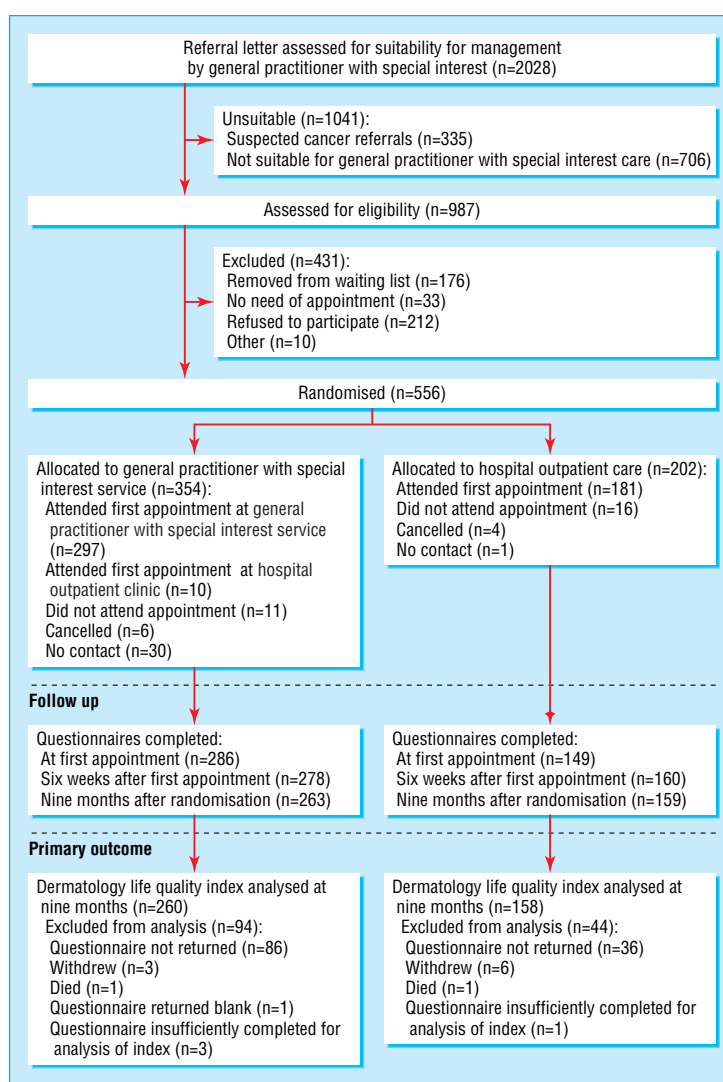 Referral letter assessed for suitability for management
by general practitioner with special interest (n=2028)
Unsuitable (n=1041):
Suspected cancer referrals (n=335)
Not suitable for general practitioner with special interest care (n=706)
Assessed for eligibility (n=987)
Excluded (n=431):
Removed from waiting list (n=176)
No need of appointment (n=33)
Refused to participate (n=212)
Other (n=10)
Randomised (n=556)
Allocated to general practitioner with special
interest service (n=354):
Attended first appointment at general
practitioner with special interest service
(n=297)
Attended first appointment at hospital
outpatient clinic (n=10)
Did not attend appointment (n=11)
Cancelled (n=6)
No contact (n=30)
Allocated to hospital outpatient care (n=202):
Attended first appointment (n=181)
Did not attend appointment (n=16)
Cancelled (n=4)
No contact (n=1)
Follow up
Questionnaires completed:
At first appointment (n=286)
Six weeks after first appointment (n=278)
Nine months after randomisation (n=263)
Questionnaires completed:
At first appointment (n=149)
Six weeks after first appointment (n=160)
Nine months after randomisation (n=159)
Primary outcome
Dermatology life quality index analysed at
nine months (n=260)
Excluded from analysis (n=94):
Questionnaire not returned (n=86)
Withdrew (n=3)
Died (n=1)
Questionnaire returned blank (n=1)
Questionnaire insufficiently completed for
analysis of index (n=3)
Dermatology life quality index analysed at
nine months (n=158)
Excluded from analysis (n=44):
Questionnaire not returned (n=36)
Withdrew (n=6)
Died (n=1)
Questionnaire insufficiently completed for
analysis of index (n=1)